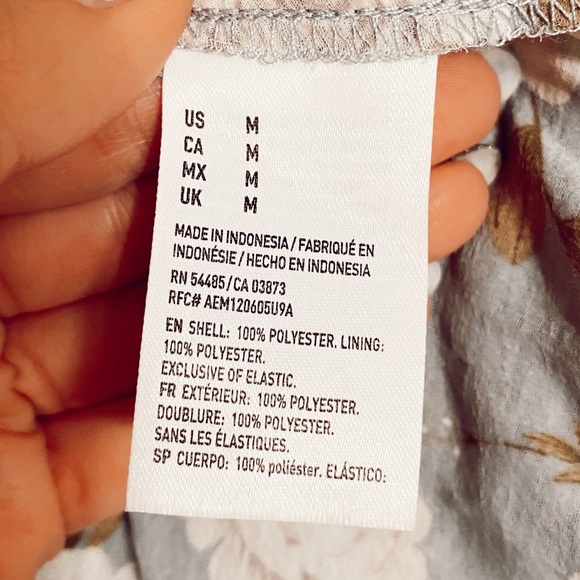 US M
CA M
MX M
UK M
MADE IN INDONESIA / FABRIQUÉ EN
INDONÉSIE / HECHO EN INDONESIA
RN 54485/CA 03873
RFC# AEM120605U9A
EN SHELL: 100% POLYESTER. LINING:
100% POLYESTER.
EXCLUSIVE OF ELASTIC.
FR EXTÉRIEUR: 100% POLYESTER.
DOUBLURE: 100% POLYESTER.
SANS LES ÉLASTIQUES.
SP CUERPO: 100% poliéster. ELÁSTICO: